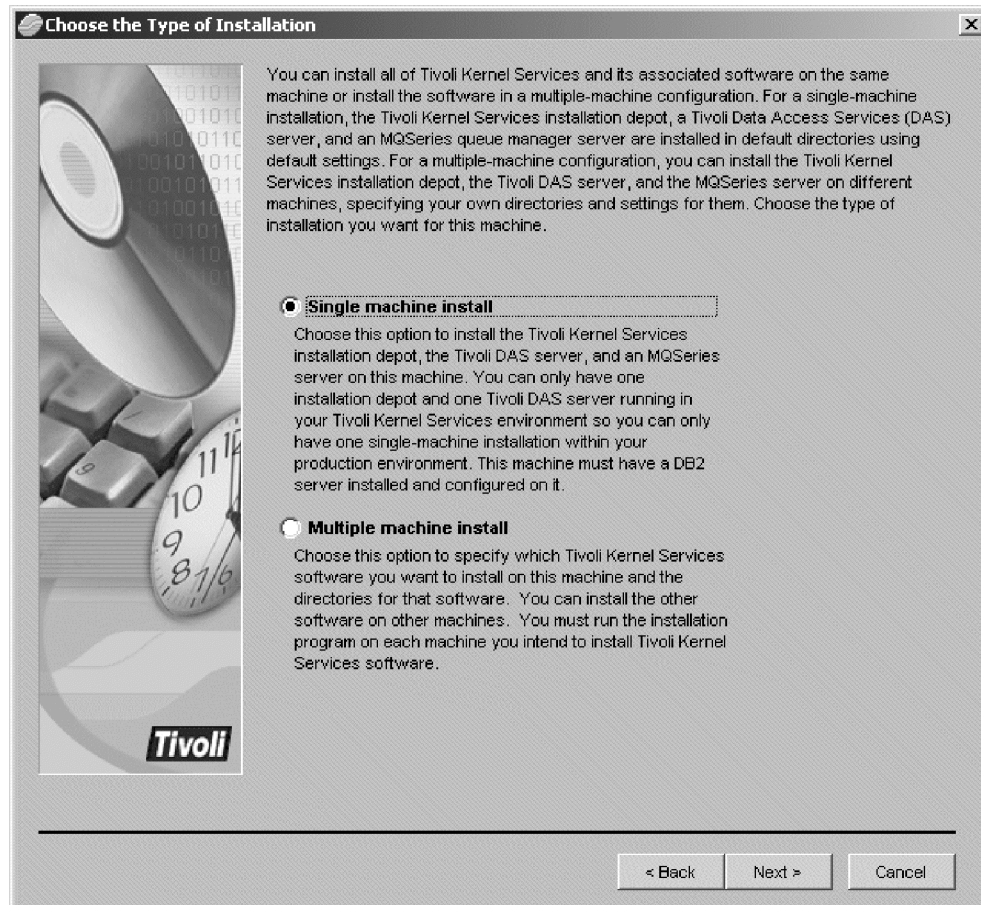 Choose the Type of Installation
You can install all of Tivoli Kernel Services and its associated software on the same
machine or install the software in a multiple-machine configuration. For a single-machine
installation, the Tivoli Kernel Services installation depot, a Tivoli Data Access Services (DAS)
server, and an MQSeries queue manager server are installed in default directories using
default settings. For a multiple-machine configuration, you can install the Tivoli Kernel
Services installation depot, the Tivoli DAS server, and the MQSeries server on different
machines, specifying your own directories and settings for them. Choose the type of
installation you want for this machine.
Single machine install
Choose this option to install the Tivoli Kernel Services
installation depot, the Tivoli DAS server, and an MQSeries
server on this machine. You can only have one
installation depot and one Tivoli DAS server running in
your Tivoli Kernel Services environment so you can only
have one single-machine installation within your
production environment. This machine must have a DB2
server installed and configured on it.
Multiple machine install
Choose this option to specify which Tivoli Kernel Services
software you want to install on this machine and the
directories for that software. You can install the other
software on other machines. You must run the installation
program on each machine you intend to install Tivoli Kernel
Services software.
Tivoli
< Back
Next >
Cancel